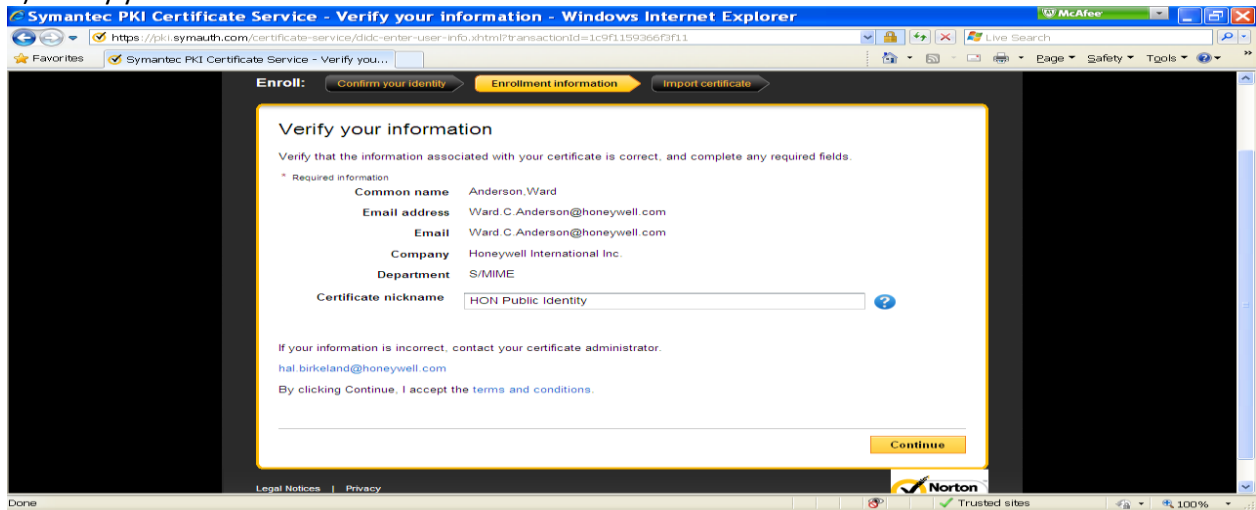 Symantec PKI Certificate Service - Verify your information - Windows Internet Explorer
McAfee
https://pki.symauth.com/certificate-service/didc-enter-user-info.xhtml?transactionId=1c9f1159366f3f11
Live Search
Favorites
Symantec PKI Certificate Service - Verify you...
Page Safety Tools
Enroll: Confirm your identity Enrollment information Import certificate
Verify your information
Verify that the information associated with your certificate is correct, and complete any required fields.
* Required information
Common name Anderson,Ward
Email address Ward.C.Anderson@honeywell.com
Email Ward.C.Anderson@honeywell.com
Company Honeywell International Inc.
Department S/MIME
Certificate nickname HON Public Identity
If your information is incorrect, contact your certificate administrator.
hal.birkeland@honeywell.com
By clicking Continue, I accept the terms and conditions.
Continue
Legal Notices | Privacy
Norton
Done
Trusted sites
100%